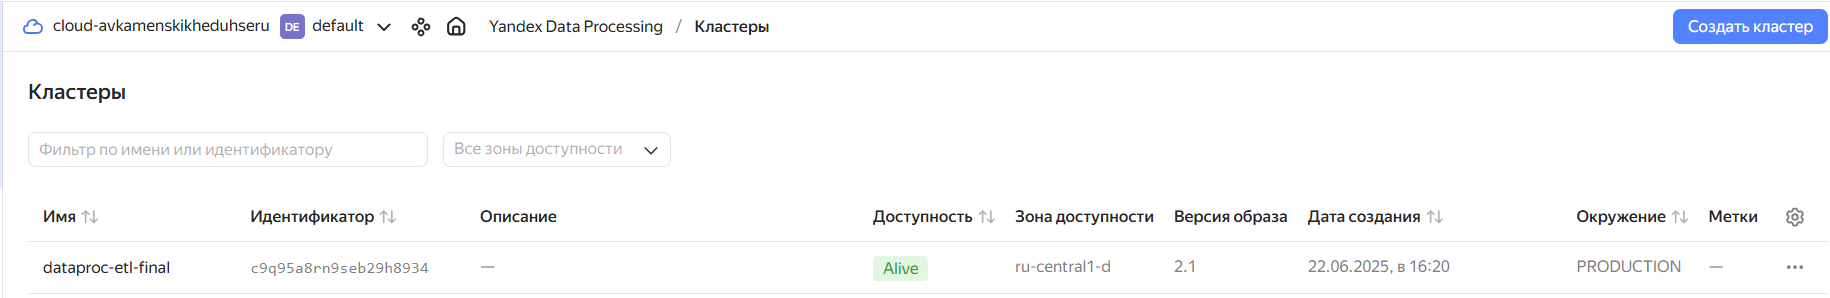 cloud-avkamenskikheduhseru DE default Yandex Data Processing / Кластеры Создать кластер
Кластеры
Фильтр по имени или идентификатору Все зоны доступности
Имя Идентификатор Описание Доступность Зона доступности Версия образа Дата создания Окружение Метки
dataproc-etl-final c9q95a8rn9seb29h8934 — Alive ru-central1-d 2.1 22.06.2025, в 16:20 PRODUCTION —